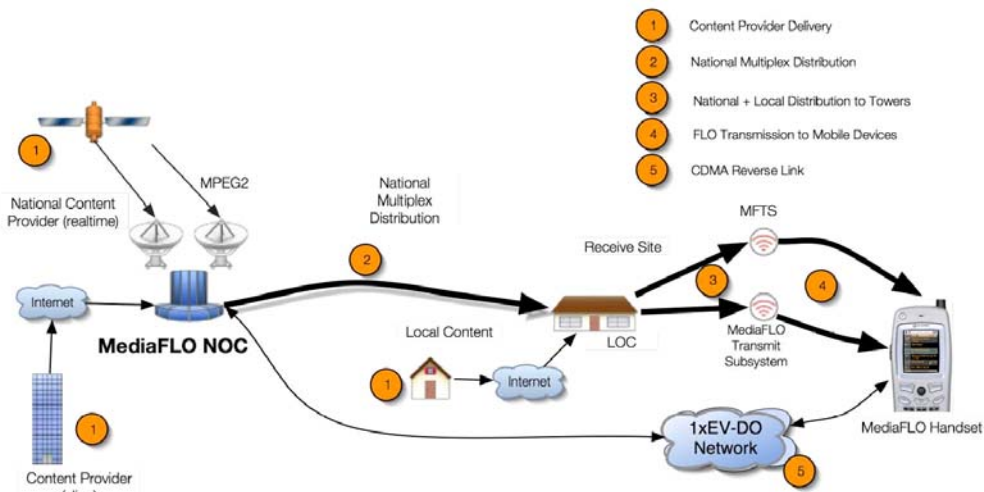 1 Content Provider Delivery
2 National Multiplex Distribution
3 National + Local Distribution to Towers
4 FLO Transmission to Mobile Devices
5 CDMA Reverse Link
1
MPEG2
National Content
Provider (realtime)
National
Multiplex
Distribution
2
MFTS
Receive Site
3
4
Internet
MediaFLO NOC
Local Content
LOC
MediaFLO
Transmit
Subsystem
1
Internet
1
1xEV-DO
Network
5
MediaFLO Handset
Content Provider